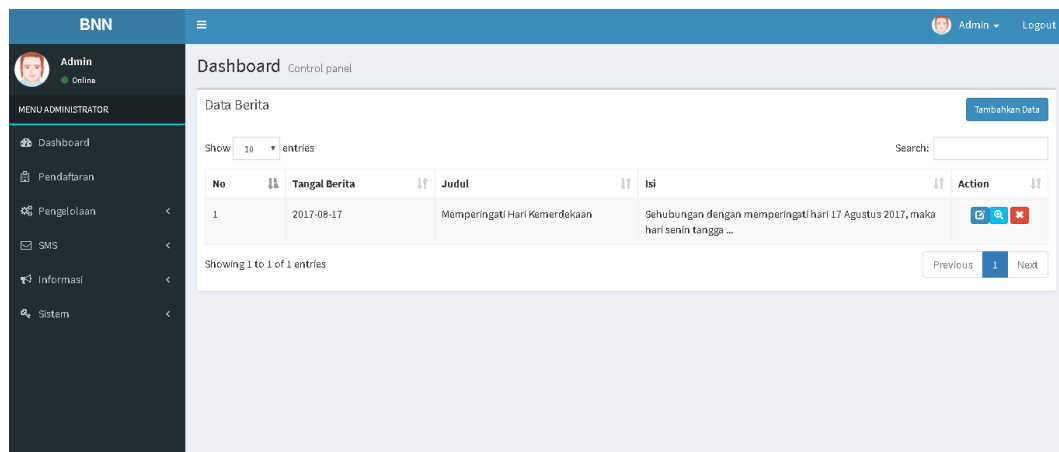 BNN
Admin
Logout
Admin
Online
Dashboard Control panel
MENU ADMINISTRATOR
Dashboard
Pendaftaran
Pengelolaan
SMS
Informasi
Sistem
Data Berita
Tambahkan Data
Show 10 entries
Search:
No Tangal Berita Judul Isi Action
1 2017-08-17 Memperingati Hari Kemerdekaan Sehubungan dengan memperingati hari 17 Agustus 2017, maka
hari senin tangga ...
Showing 1 to 1 of 1 entries
Previous 1 Next